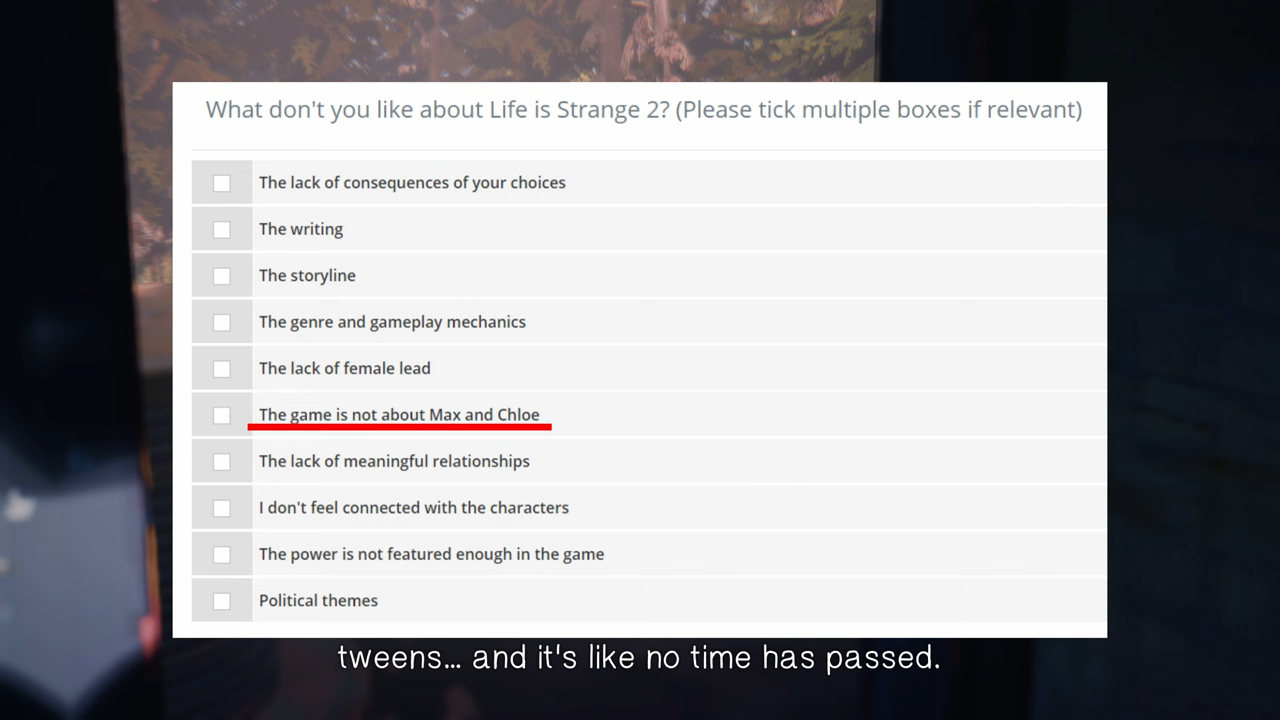 What don't you like about Life is Strange 2? (Please tick multiple boxes if relevant)
The lack of consequences of your choices
The writing
The storyline
The genre and gameplay mechanics
The lack of female lead
The game is not about Max and Chloe
The lack of meaningful relationships
I don't feel connected with the characters
The power is not featured enough in the game
Political themes
tweens... and it's like no time has passed.